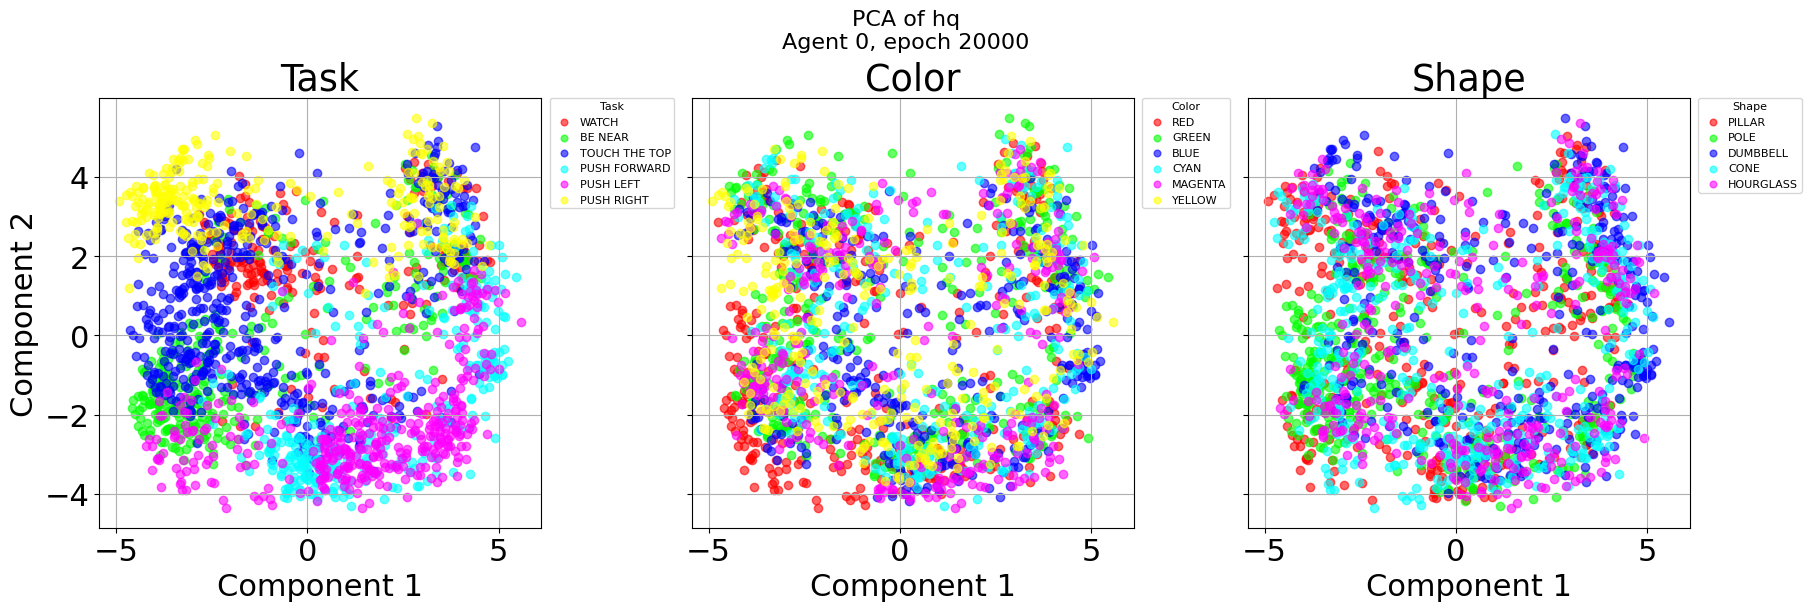 PCA of hq
Agent 0, epoch 20000
Task
Color
Shape
Component 2
4
2
0
−2
−4
−5
0
5
Component 1
Task
WATCH
BE NEAR
TOUCH THE TOP
PUSH FORWARD
PUSH LEFT
PUSH RIGHT
−5
0
5
Component 1
Color
RED
GREEN
BLUE
CYAN
MAGENTA
YELLOW
−5
0
5
Component 1
Shape
PILLAR
POLE
DUMBBELL
CONE
HOURGLASS